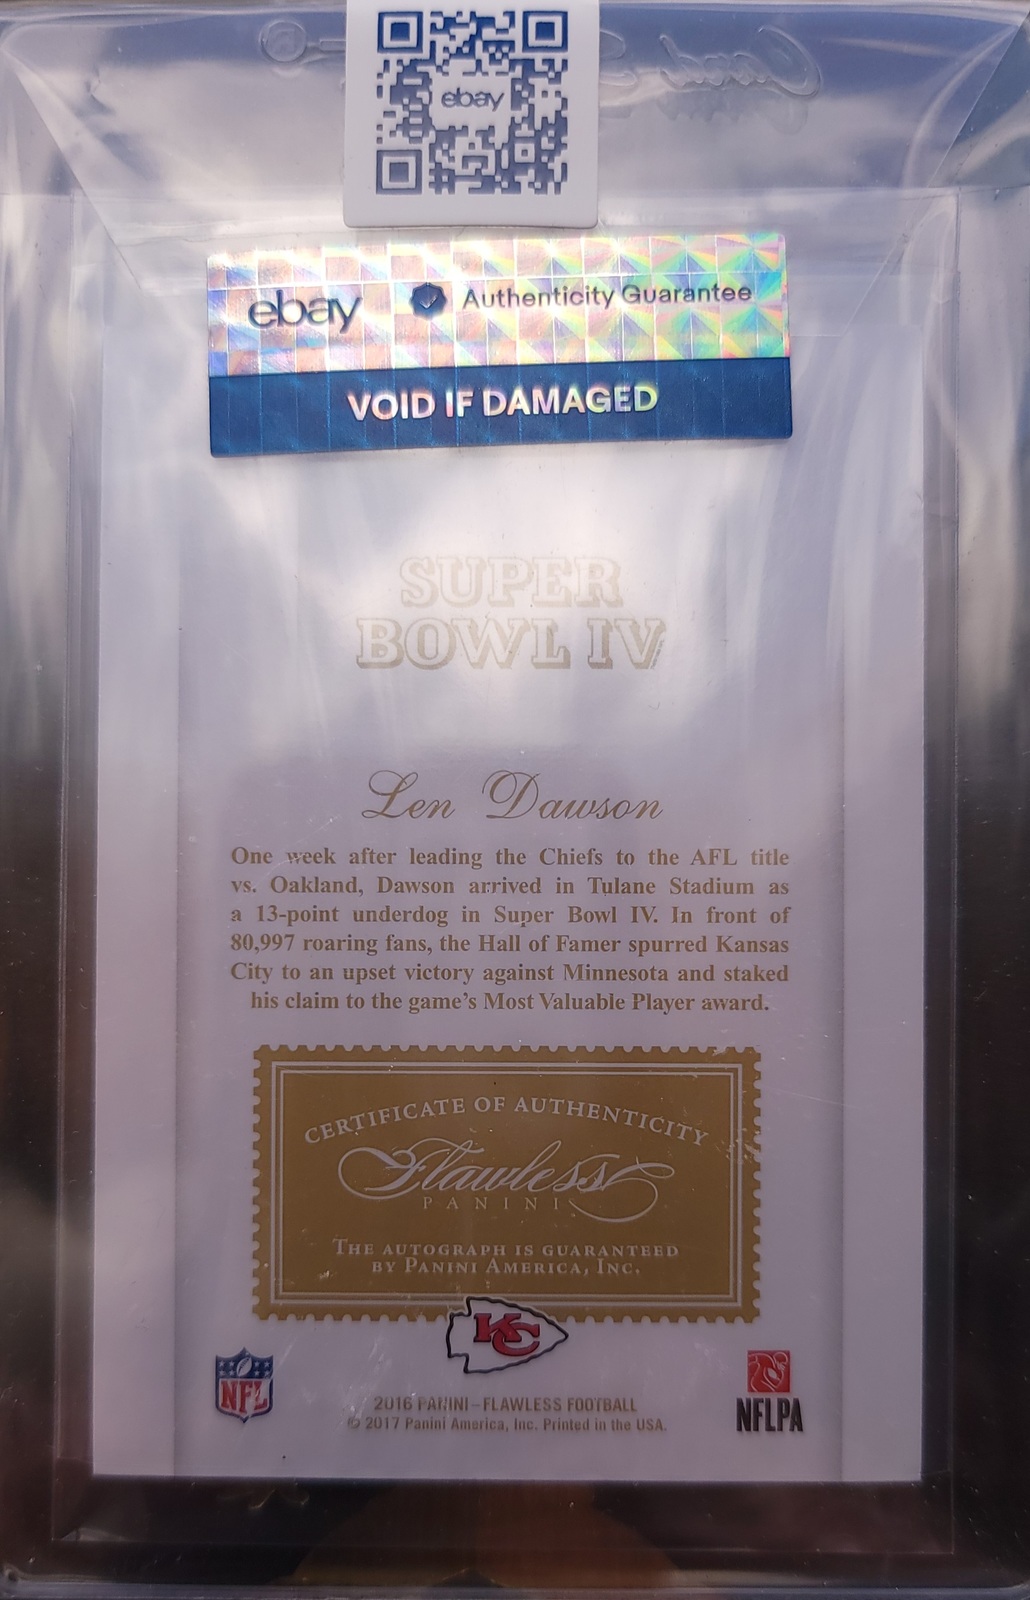 ebay
ebay Authenticity Guarantee
VOID IF DAMAGED
SUPER
BOWL IV
Len Dawson
One week after leading the Chiefs to the AFL title
vs. Oakland, Dawson arrived in Tulane Stadium as
a 13-point underdog in Super Bowl IV. In front of
80,997 roaring fans, the Hall of Famer spurred Kansas
City to an upset victory against Minnesota and staked
his claim to the game's Most Valuable Player award.
CERTIFICATE OF AUTHENTICITY
Flawless
PANINI
THE AUTOGRAPH IS GUARANTEED
BY PANINI AMERICA, INC.
KC
NFL
NFLPA
2016 PANINI – FLAWLESS FOOTBALL
© 2017 Panini America, Inc. Printed in the USA.